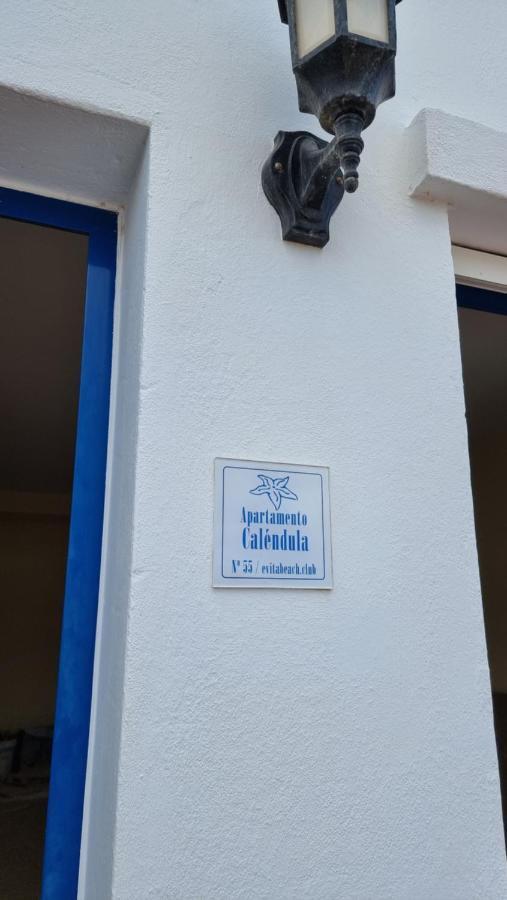 Apartamento
Caléndula
Nº 55 / evitabeach.club